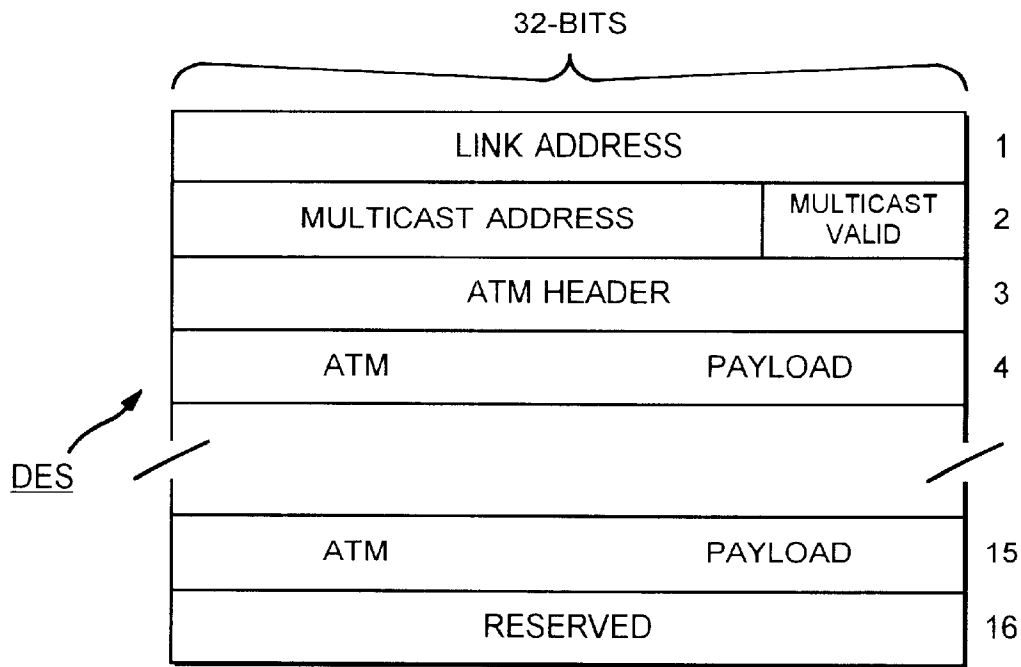 32-BITS
LINK ADDRESS 1
MULTICAST ADDRESS MULTICAST VALID 2
ATM HEADER 3
ATM PAYLOAD 4
DES
ATM PAYLOAD 15
RESERVED 16